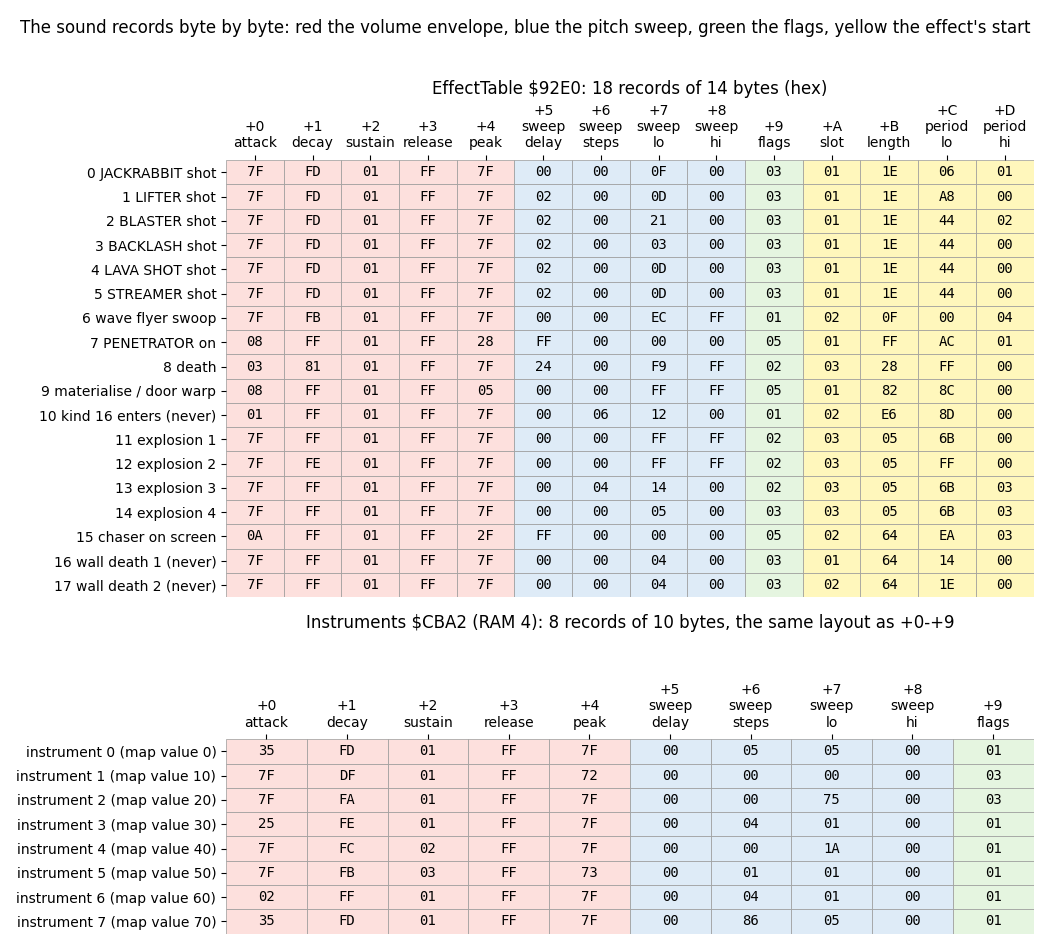 The sound records byte by byte: red the volume envelope, blue the pitch sweep, green the flags, yellow the effect's start
EffectTable $92E0: 18 records of 14 bytes (hex)
+0 attack +1 decay +2 sustain +3 release +4 peak +5 sweep delay +6 sweep steps +7 sweep lo +8 sweep hi +9 flags +A slot +B length +C period lo +D period hi
0 JACKRABBIT shot 7F FD 01 FF 7F 00 00 0F 00 03 01 1E 06 01
1 LIFTER shot 7F FD 01 FF 7F 02 00 0D 00 03 01 1E A8 00
2 BLASTER shot 7F FD 01 FF 7F 02 00 21 00 03 01 1E 44 02
3 BACKLASH shot 7F FD 01 FF 7F 02 00 03 00 03 01 1E 44 00
4 LAVA SHOT shot 7F FD 01 FF 7F 02 00 0D 00 03 01 1E 44 00
5 STREAMER shot 7F FD 01 FF 7F 02 00 0D 00 03 01 1E 44 00
6 wave flyer swoop 7F FB 01 FF 7F 00 00 EC FF 01 02 0F 00 04
7 PENETRATOR on 08 FF 01 FF 28 FF 00 00 00 05 01 FF AC 01
8 death 03 81 01 FF 7F 24 00 F9 FF 02 03 28 FF 00
9 materialise / door warp 08 FF 01 FF 05 00 00 FF FF 05 01 82 8C 00
10 kind 16 enters (never) 01 FF 01 FF 7F 00 06 12 00 01 02 E6 8D 00
11 explosion 1 7F FF 01 FF 7F 00 00 FF FF 02 03 05 6B 00
12 explosion 2 7F FE 01 FF 7F 00 00 FF FF 02 03 05 FF 00
13 explosion 3 7F FF 01 FF 7F 00 04 14 00 02 03 05 6B 03
14 explosion 4 7F FF 01 FF 7F 00 00 05 00 03 03 05 6B 03
15 chaser on screen 0A FF 01 FF 2F FF 00 00 00 05 02 64 EA 03
16 wall death 1 (never) 7F FF 01 FF 7F 00 00 04 00 03 01 64 14 00
17 wall death 2 (never) 7F FF 01 FF 7F 00 00 04 00 03 02 64 1E 00
Instruments $CBA2 (RAM 4): 8 records of 10 bytes, the same layout as +0-+9
+0 attack +1 decay +2 sustain +3 release +4 peak +5 sweep delay +6 sweep steps +7 sweep lo +8 sweep hi +9 flags
instrument 0 (map value 0) 35 FD 01 FF 7F 00 05 05 00 01
instrument 1 (map value 10) 7F DF 01 FF 72 00 00 00 00 03
instrument 2 (map value 20) 7F FA 01 FF 7F 00 00 75 00 03
instrument 3 (map value 30) 25 FE 01 FF 7F 00 04 01 00 01
instrument 4 (map value 40) 7F FC 02 FF 7F 00 00 1A 00 01
instrument 5 (map value 50) 7F FB 03 FF 73 00 01 01 00 01
instrument 6 (map value 60) 02 FF 01 FF 7F 00 04 01 00 01
instrument 7 (map value 70) 35 FD 01 FF 7F 00 86 05 00 01